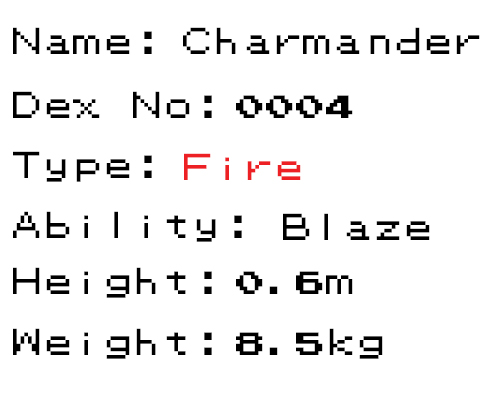 Name: Charmander
Dex No: 0004
Type: Fire
Ability: Blaze
Height: 0.6m
Weight: 8.5kg